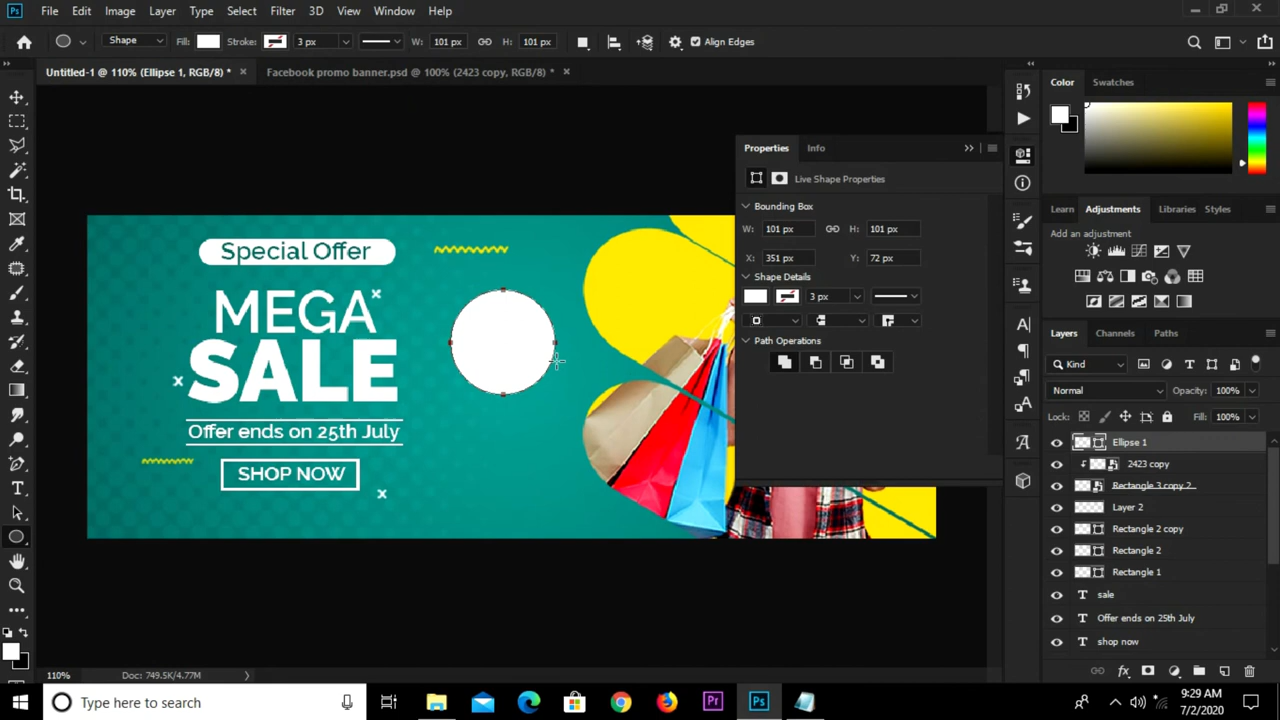 Ps File Edit Image Layer Type Select Filter 3D View Window Help
Shape Fill: Stroke: 3 px W: 101 px H: 101 px Align Edges
Untitled-1 @ 110% (Ellipse 1, RGB/8) * × Facebook promo banner.psd @ 100% (2423 copy, RGB/8) * ×
Color Swatches
Properties Info
Live Shape Properties
Bounding Box
W: 101 px H: 101 px
X: 351 px Y: 72 px
Shape Details
3 px
Path Operations
Special Offer
MEGA
SALE
Offer ends on 25th July
SHOP NOW
Learn Adjustments Libraries Styles
Add an adjustment
Layers Channels Paths
Kind
Normal Opacity: 100%
Lock: Fill: 100%
Ellipse 1
2423 copy
Rectangle 3 copy 2
Layer 2
Rectangle 2 copy
Rectangle 2
Rectangle 1
sale
Offer ends on 25th July
shop now
110% Doc: 749.5K/4.77M
Type here to search
Pr Ps
9:29 AM
7/2/2020